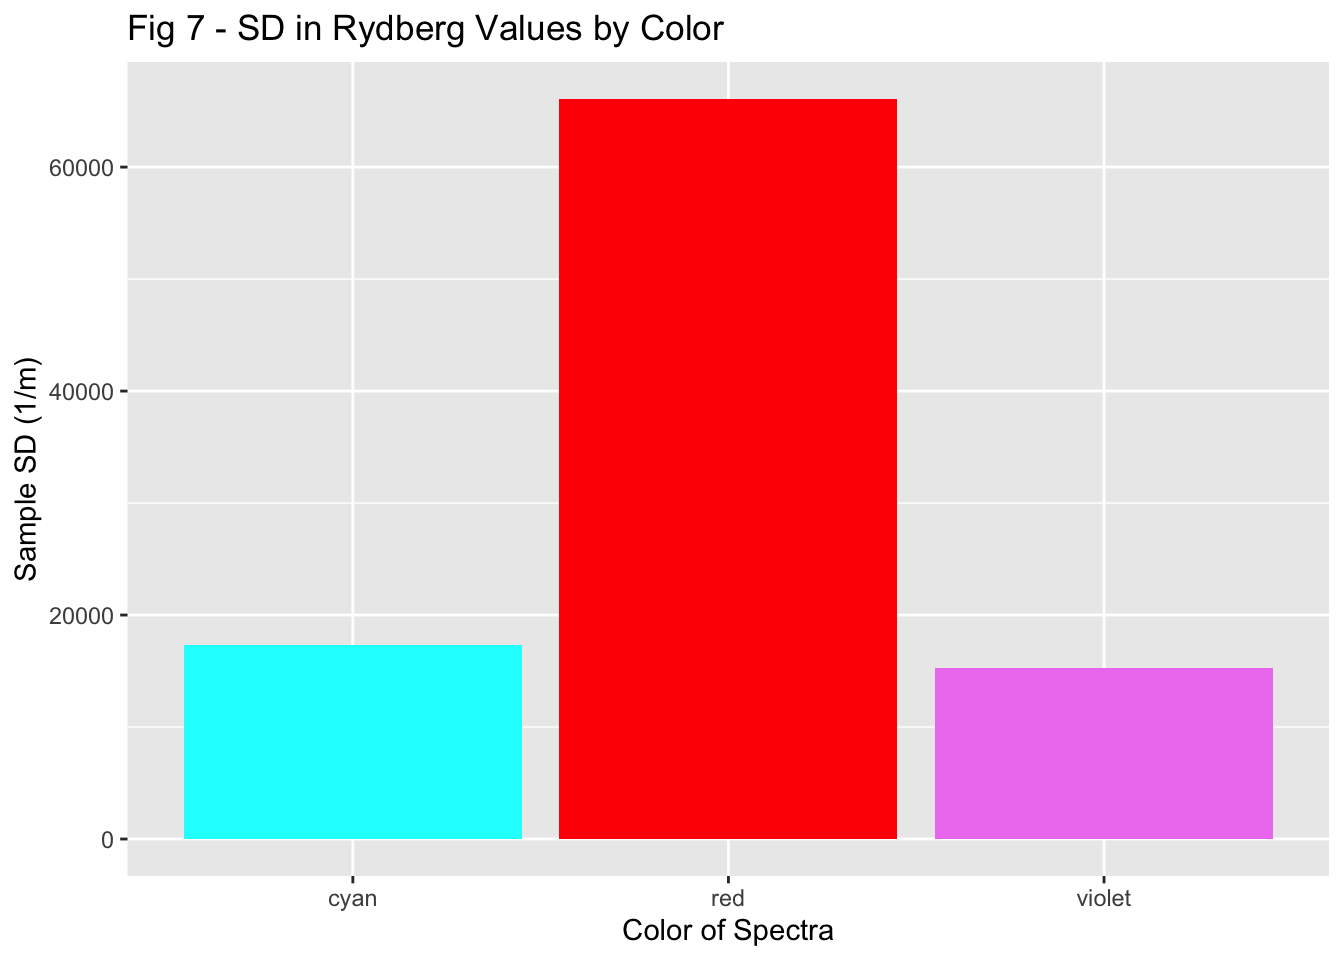 Fig 7 - SD in Rydberg Values by Color
Sample SD (1/m)
60000
40000
20000
0
cyan red violet
Color of Spectra